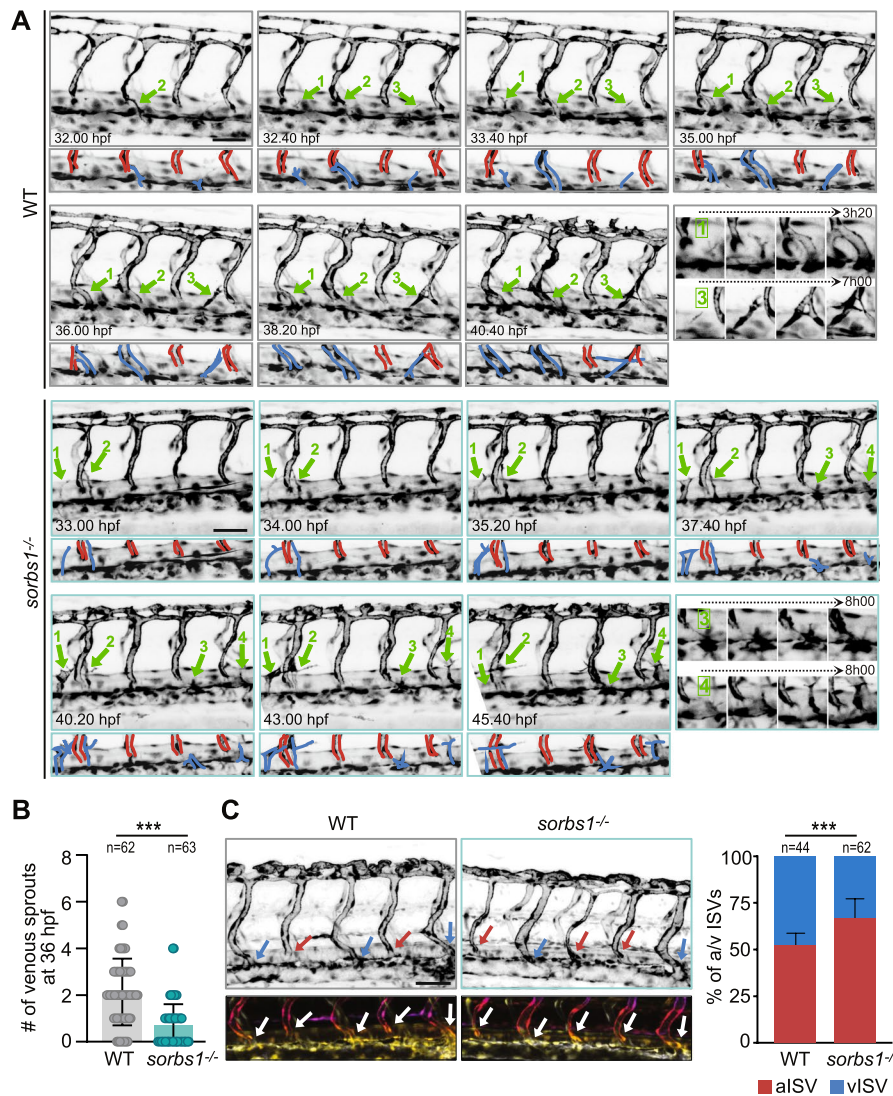 A
WT
1 2 3
32.00 hpf
1 2 3
32.40 hpf
1 2 3
33.40 hpf
1 2 3
35.00 hpf
1 2 3
36.00 hpf
1 2 3
38.20 hpf
1 2 3
40.40 hpf
3h20
1
7h00
3
sorbs1-/-
1 2
33.00 hpf
1 2
34.00 hpf
1 2
35.20 hpf
1 2 3 4
37.40 hpf
1 2 3 4
40.20 hpf
1 2 3 4
43.00 hpf
1 2 3 4
45.40 hpf
8h00
3
8h00
4
B
***
n=62 n=63
# of venous sprouts
at 36 hpf
8
6
4
2
0
WT sorbs1-/-
C
WT sorbs1-/-
***
n=44 n=62
% of a/v ISVs
100
75
50
25
0
WT sorbs1-/-
aISV vISV